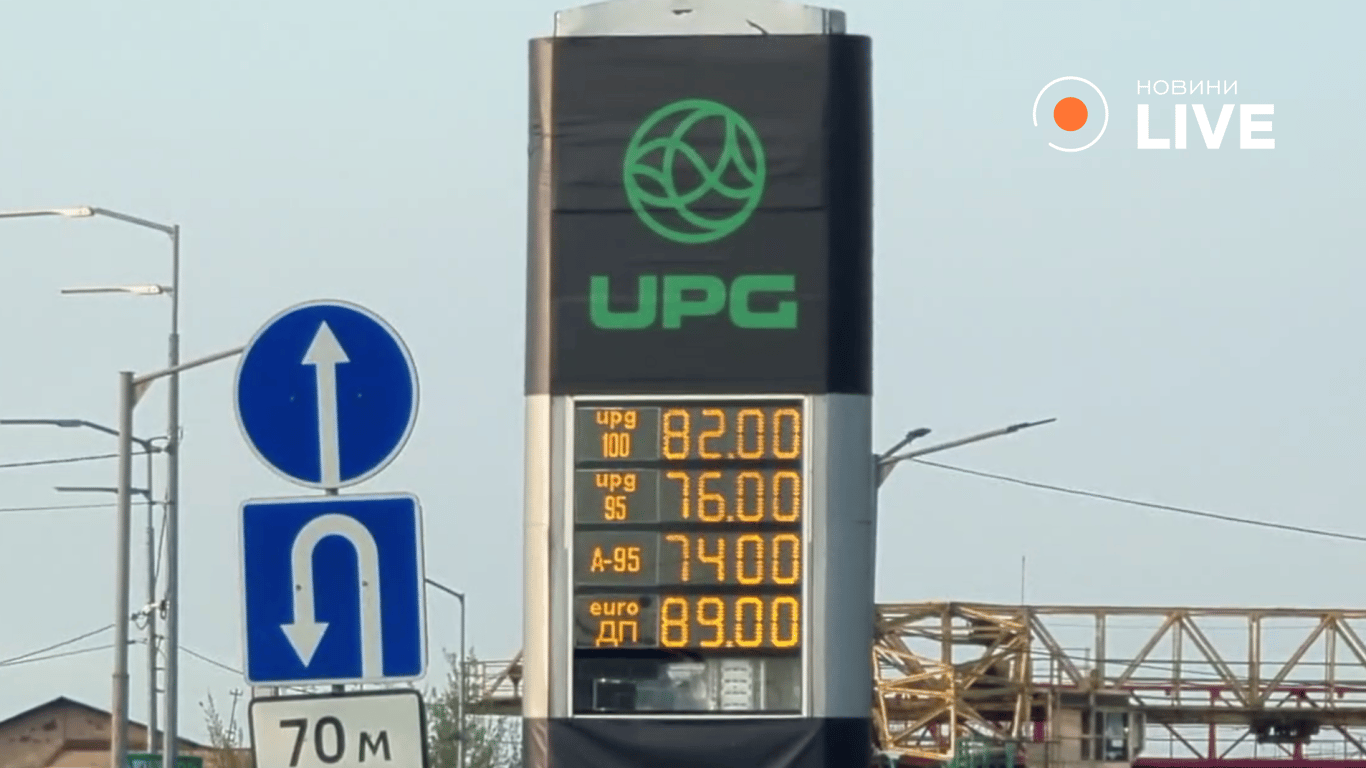 НОВИНИ
LIVE
UPG
upg 100 82.00
upg 95 76.00
A-95 74.00
euro ДП 89.00
70 м